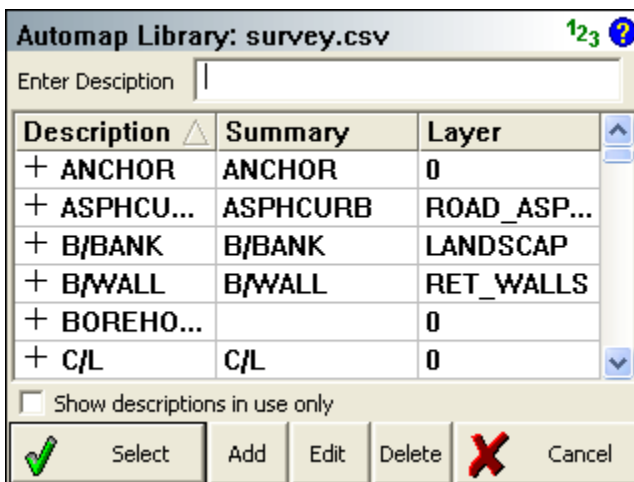 Automap Library: survey.csv 123 ?
Enter Desciption
Description Summary Layer
+ ANCHOR ANCHOR 0
+ ASPHCU... ASPHCURB ROAD_ASP...
+ B/BANK B/BANK LANDSCAP
+ B/WALL B/WALL RET_WALLS
+ BOREHO... 0
+ C/L C/L 0
Show descriptions in use only
Select Add Edit Delete Cancel